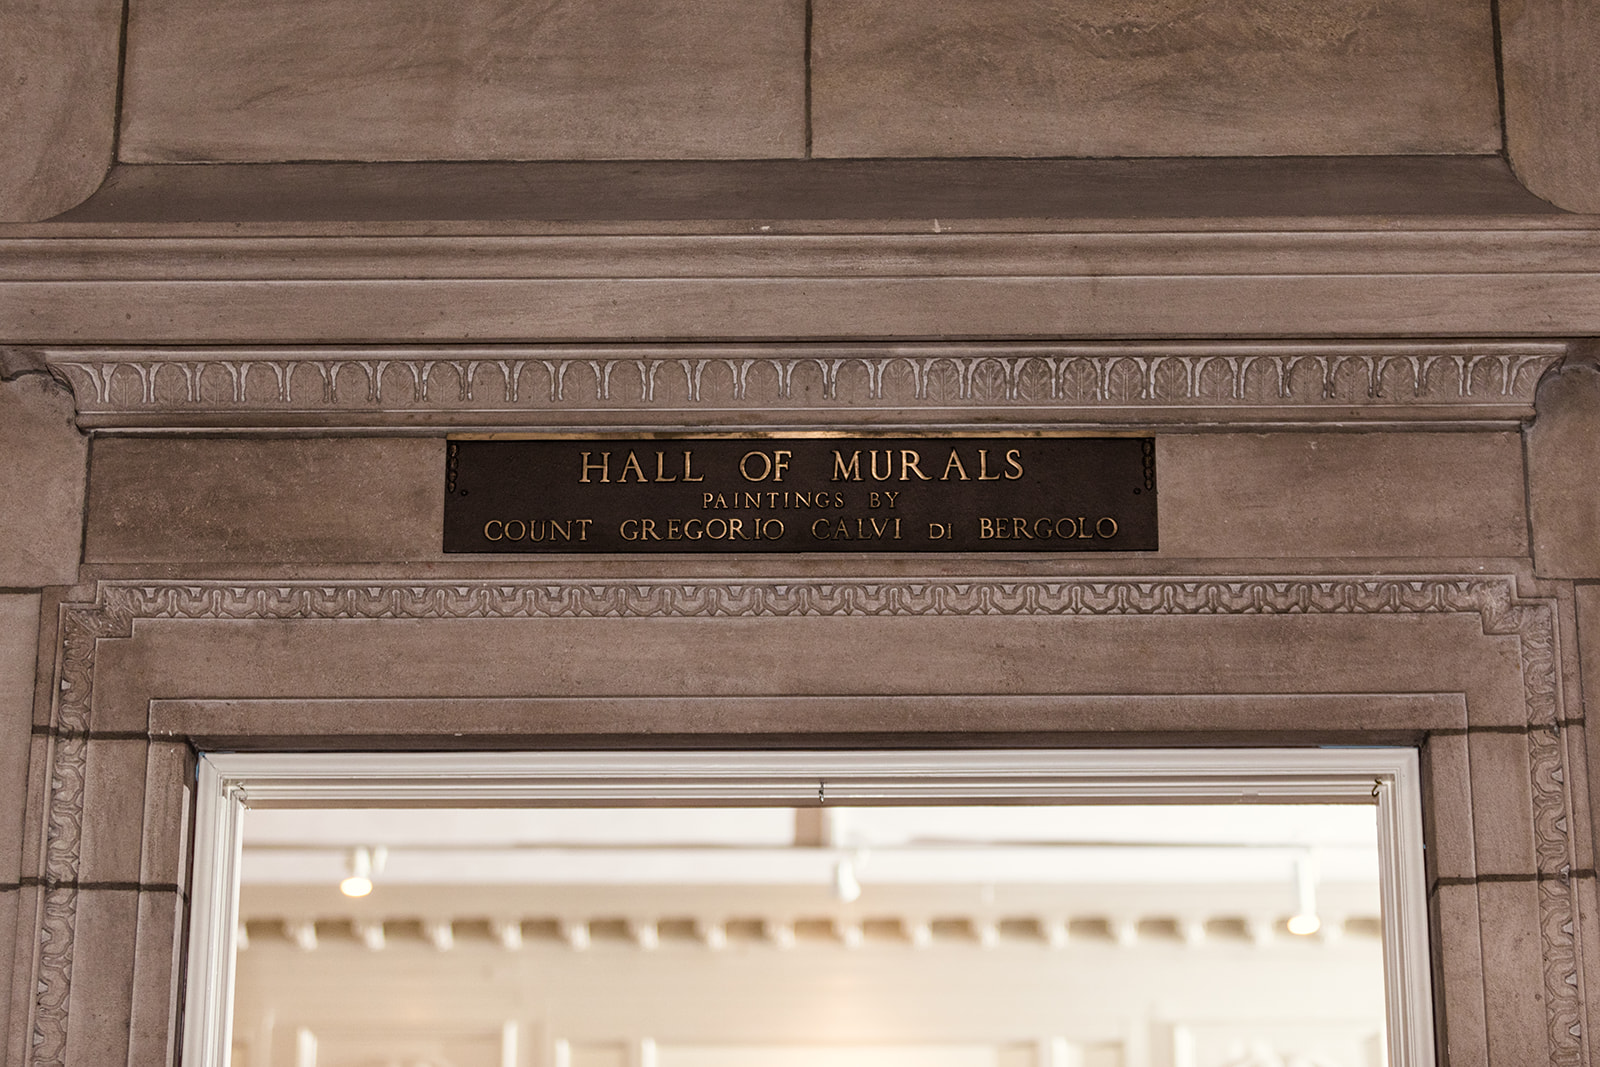 HALL OF MURALS
PAINTINGS BY
COUNT GREGORIO CALVI DI BERGOLO